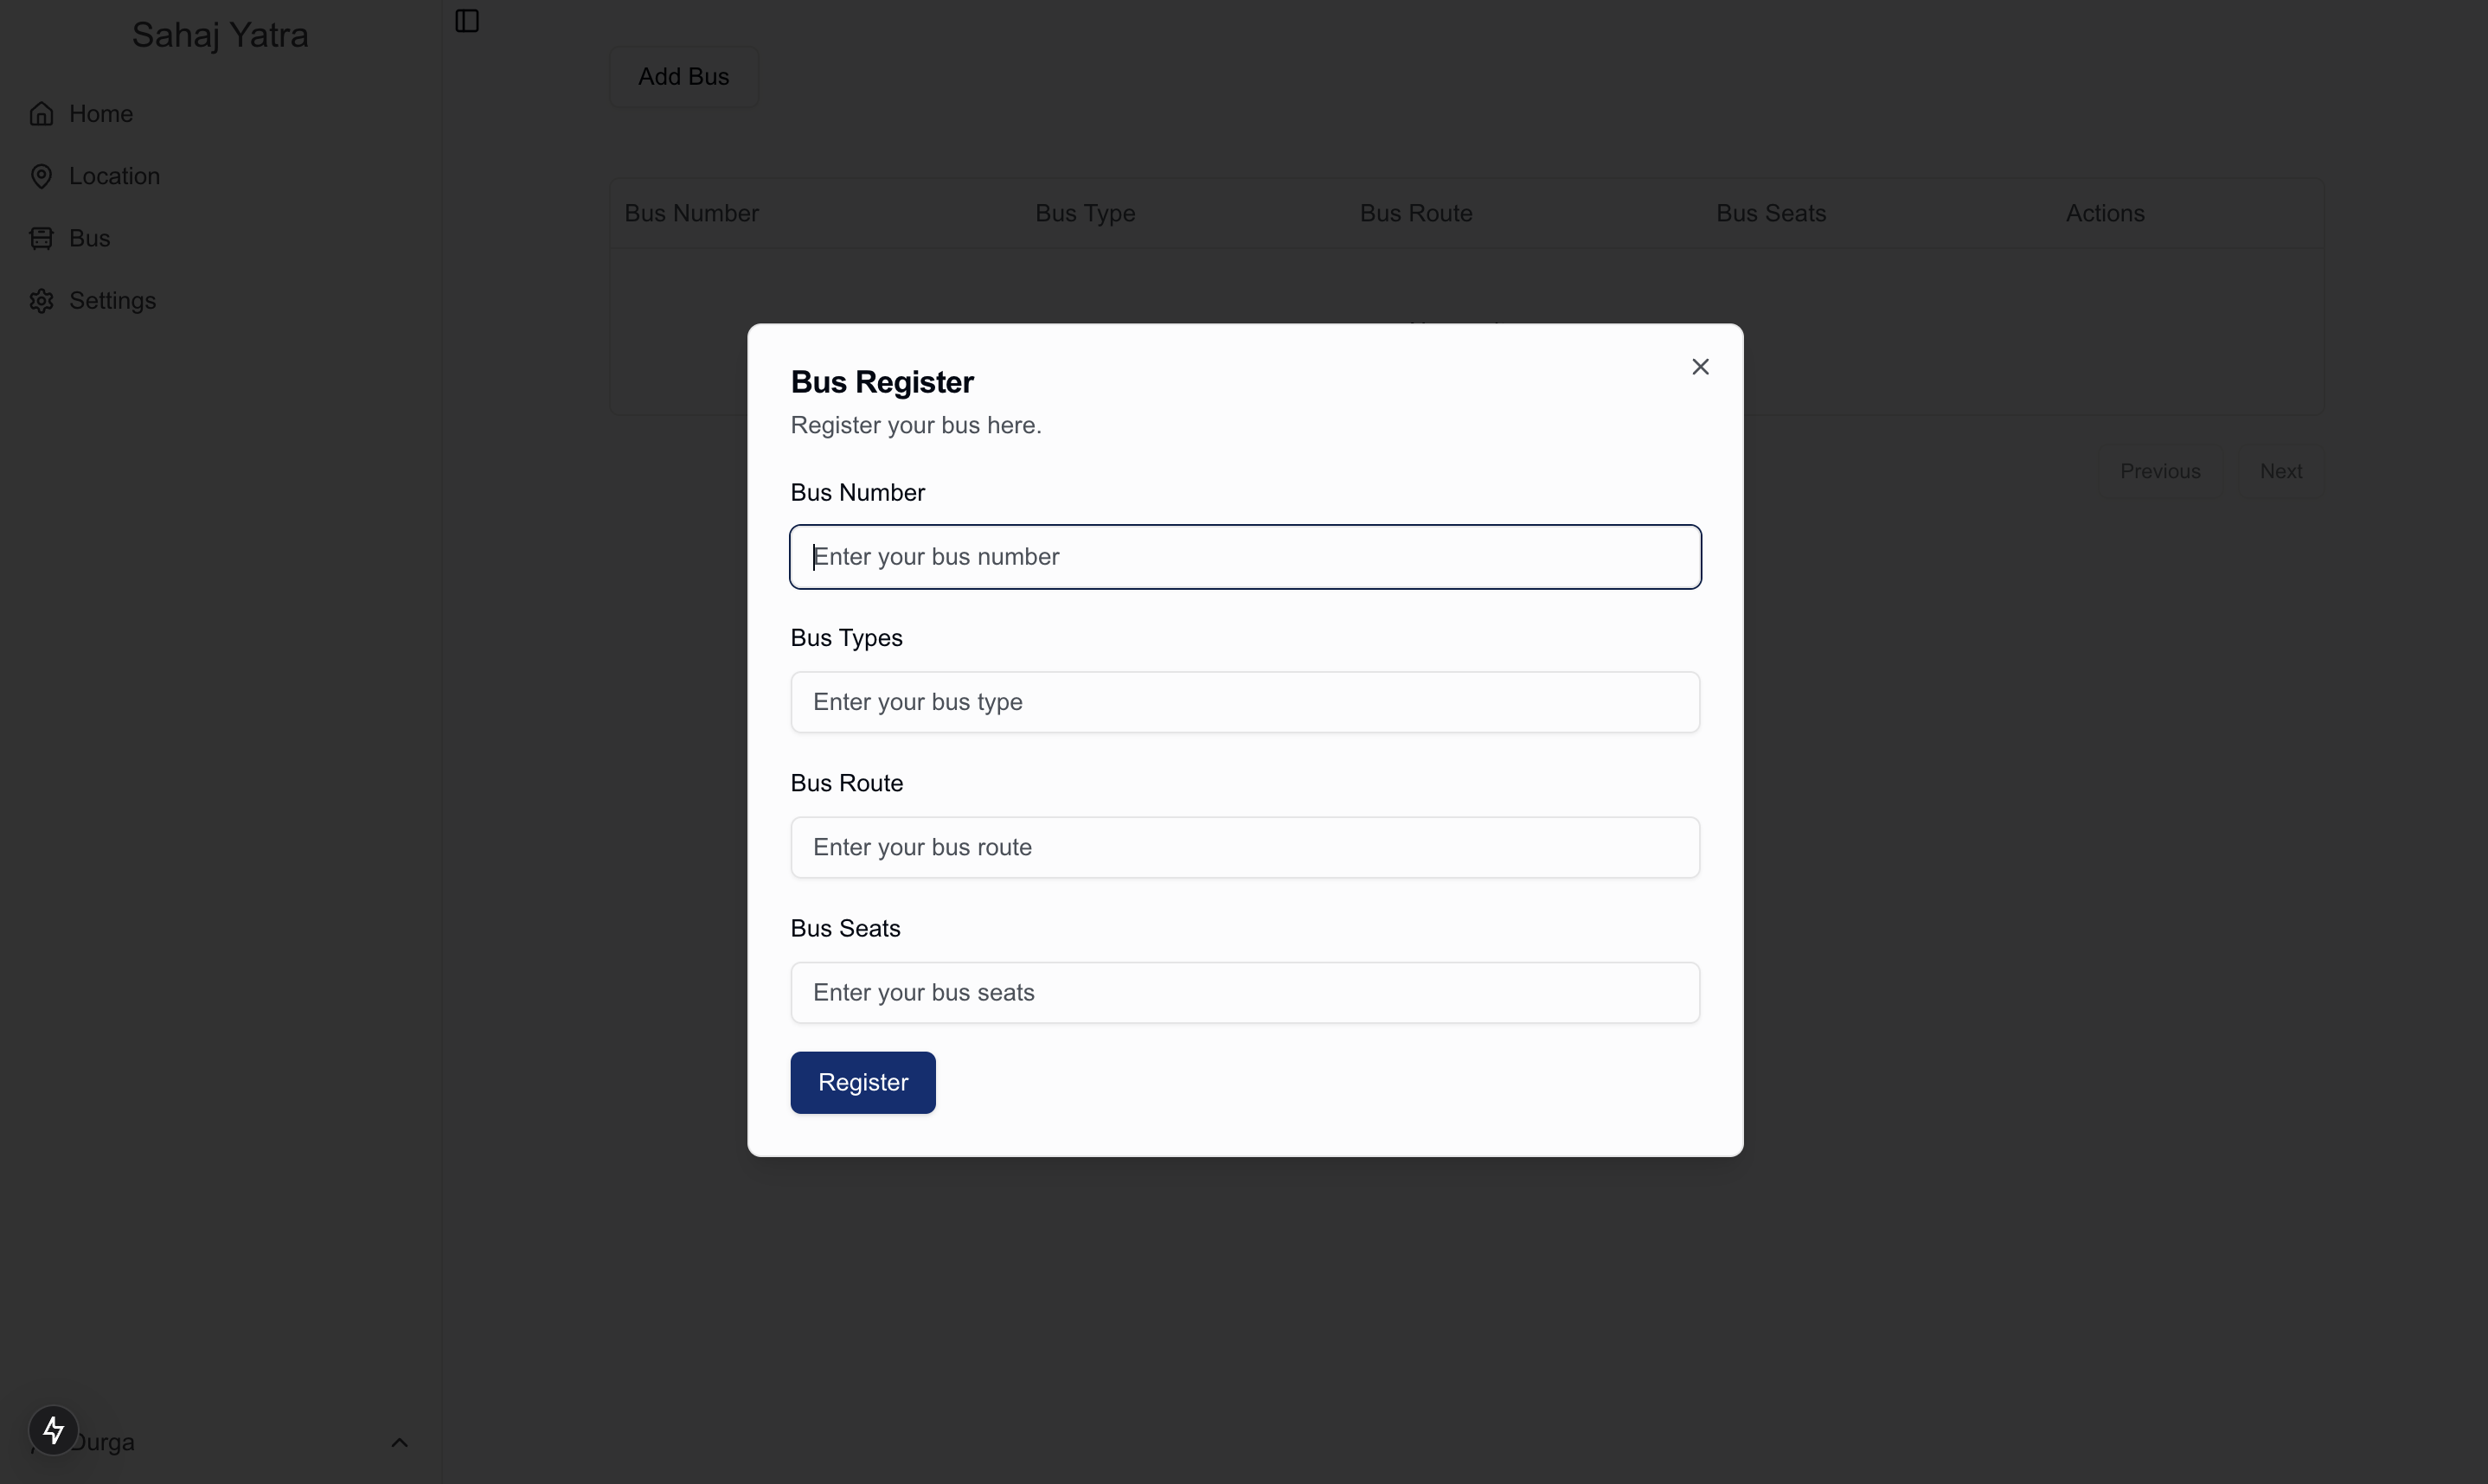 Sahaj Yatra
Home
Location
Bus
Settings
Durga
Add Bus
Bus Number Bus Type Bus Route Bus Seats Actions
Previous Next
Bus Register
Register your bus here.
Bus Number
Enter your bus number
Bus Types
Enter your bus type
Bus Route
Enter your bus route
Bus Seats
Enter your bus seats
Register